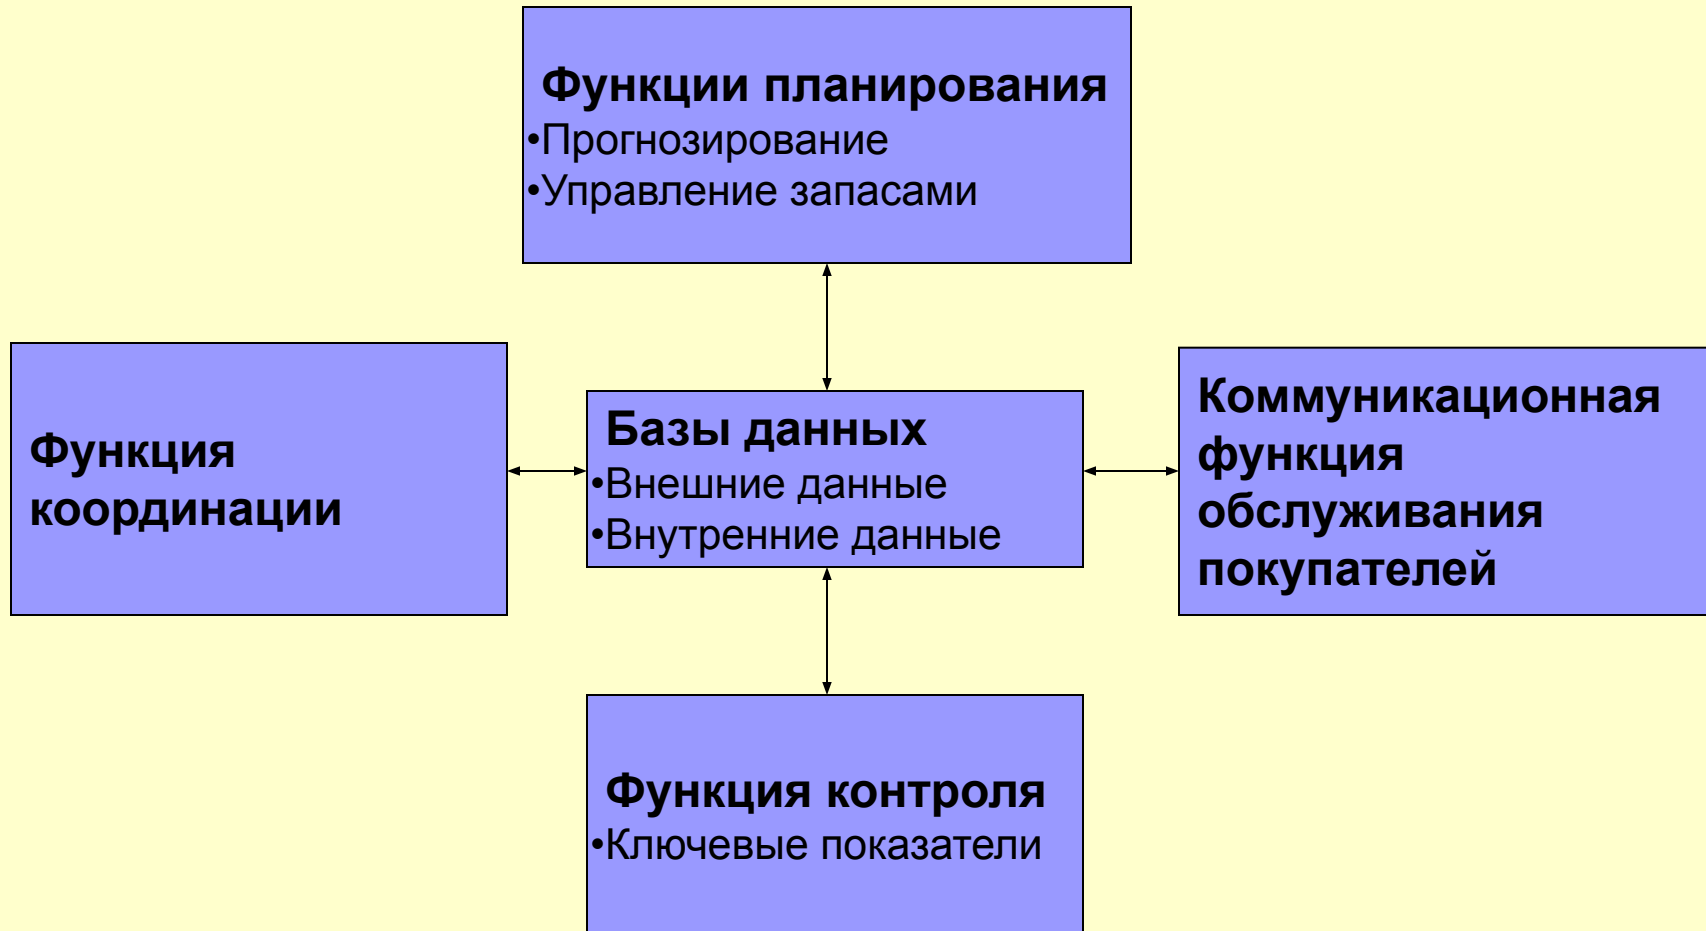 Функции планирования
•Прогнозирование
•Управление запасами
Функция
координации
Базы данных
•Внешние данные
•Внутренние данные
Коммуникационная
функция
обслуживания
покупателей
Функция контроля
•Ключевые показатели